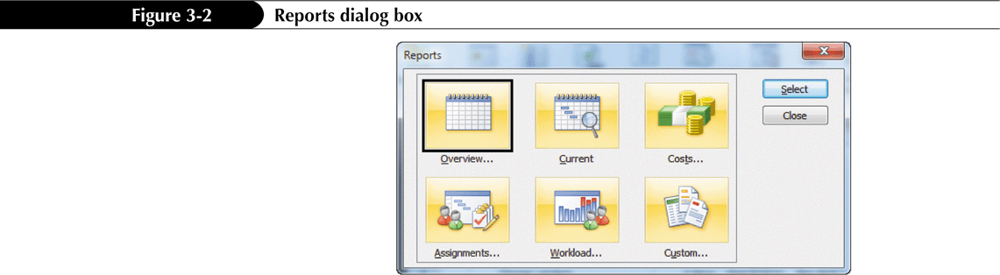 Figure 3-2 Reports dialog box
Reports
Select
Close
Overview... Current Costs...
Assignments... Workload... Custom...